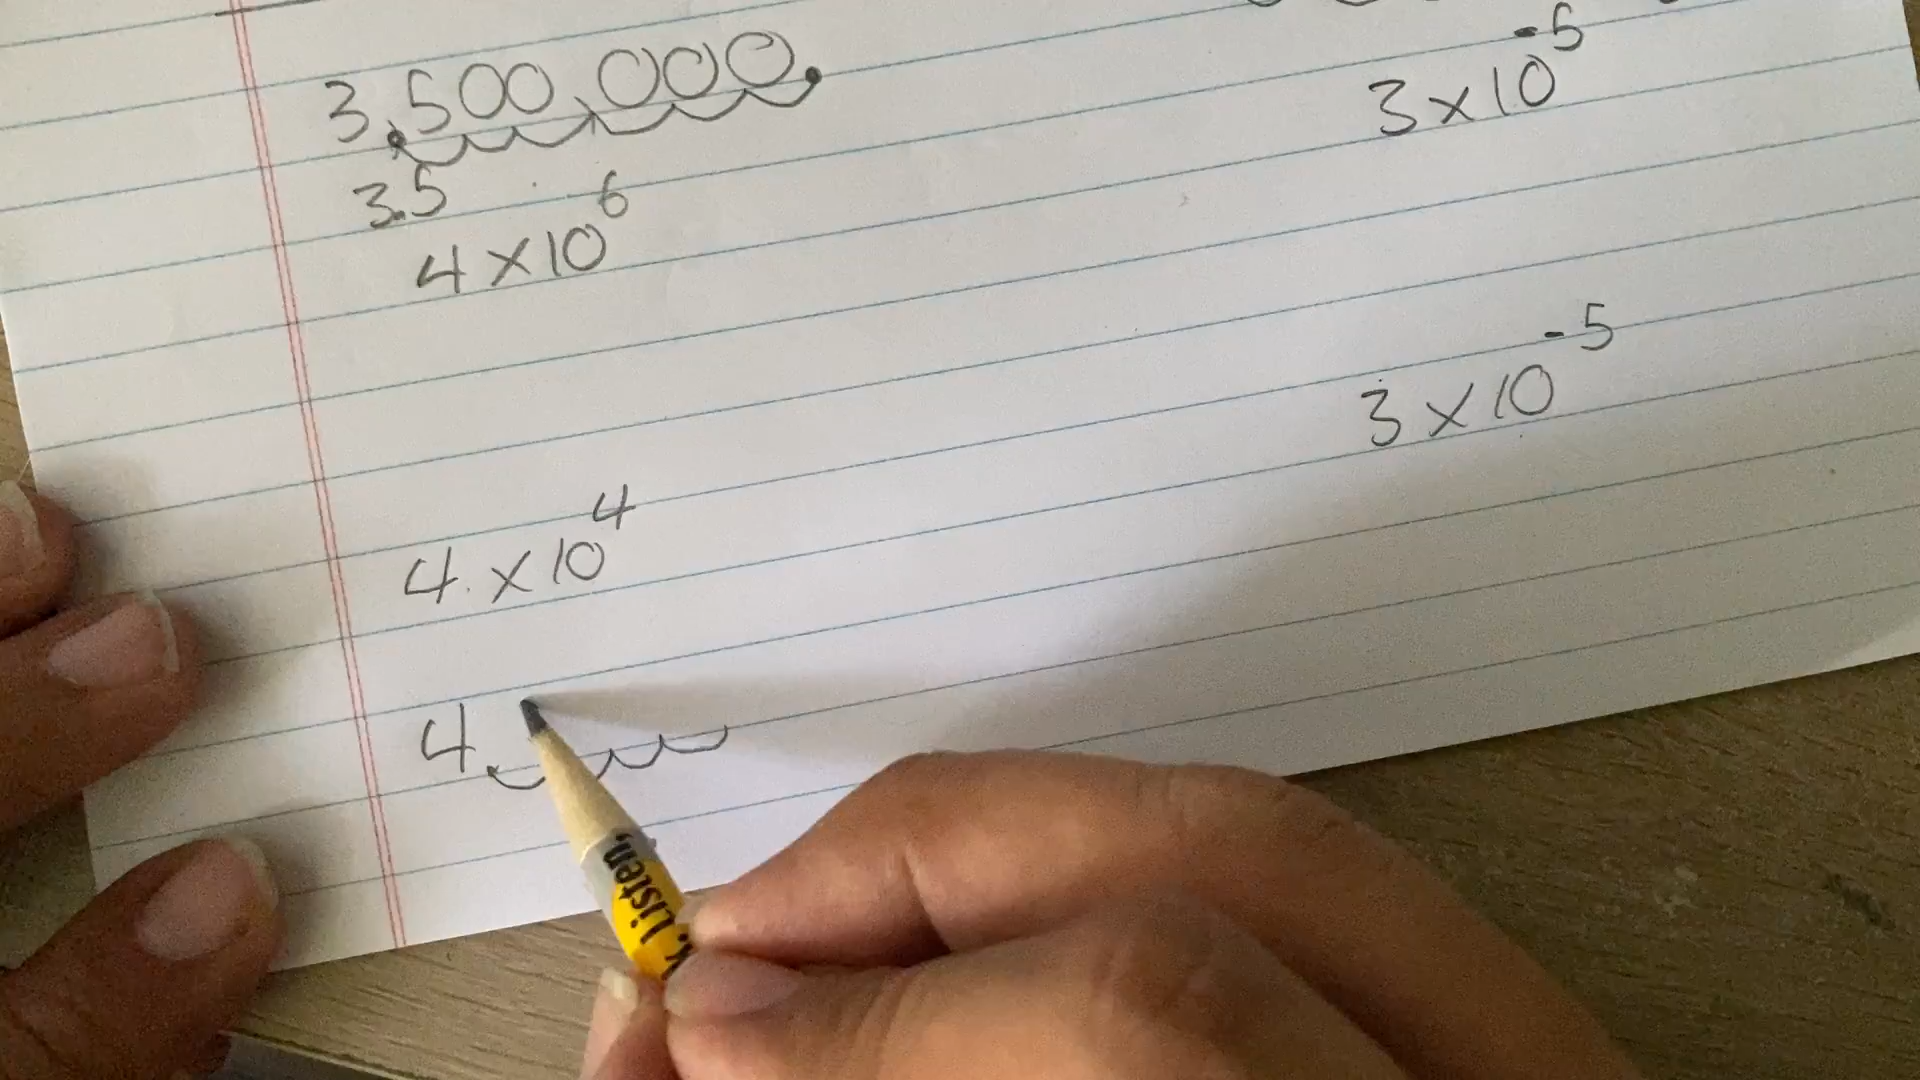 3,500,000.
3.5
4 x 10^6
4. x 10^4
4.
3 x 10^-5
3 x 10^-5
Listen,